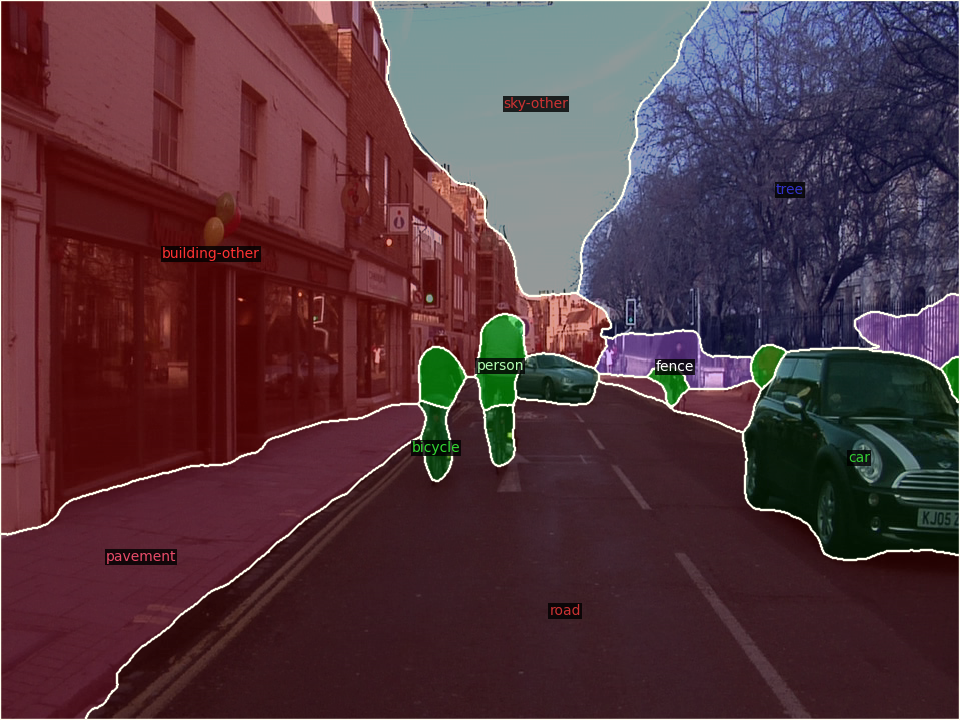 sky-other
tree
building-other
person
fence
bicycle
car
KJ05
pavement
road